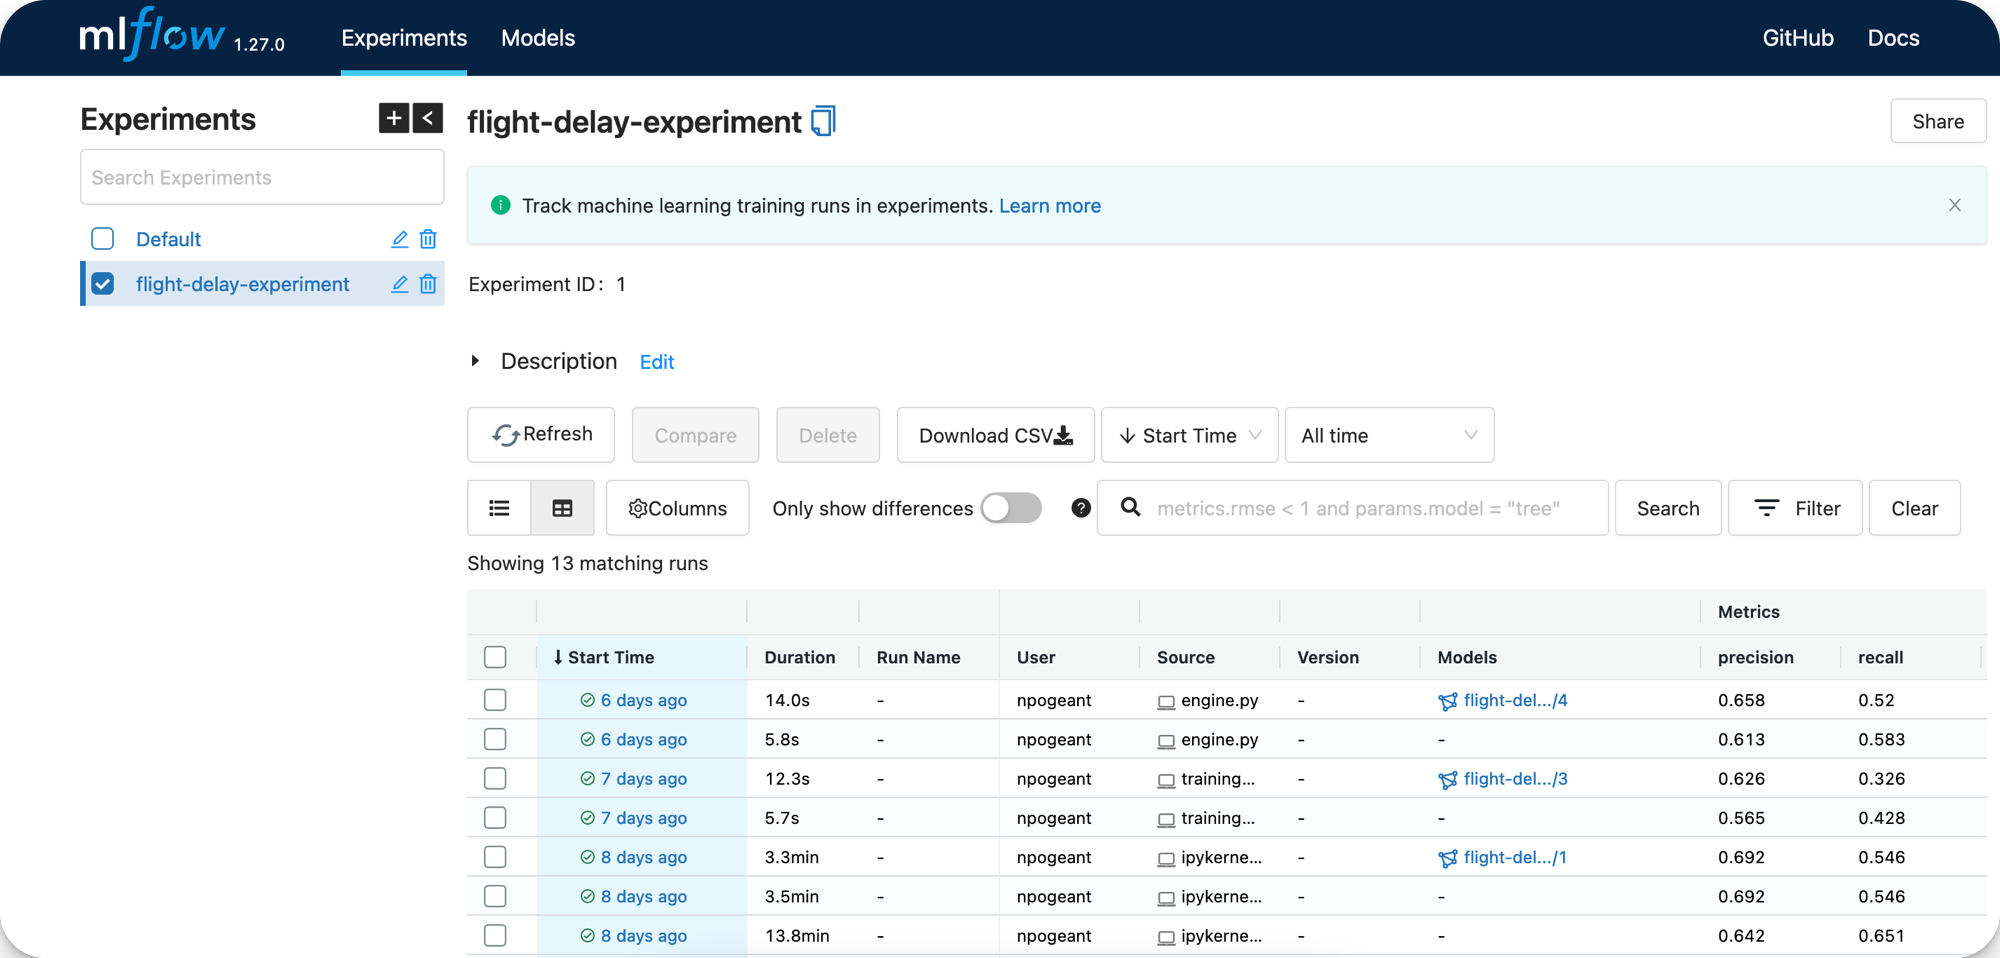 mlflow 1.27.0 Experiments Models GitHub Docs
Experiments + <
Search Experiments
Default
flight-delay-experiment
flight-delay-experiment
Share
Track machine learning training runs in experiments. Learn more
Experiment ID: 1
Description Edit
Refresh Compare Delete Download CSV Start Time All time
Columns Only show differences ? metrics.rmse < 1 and params.model = "tree" Search Filter Clear
Showing 13 matching runs
Metrics
↓ Start Time Duration Run Name User Source Version Models precision recall
6 days ago 14.0s - npogeant engine.py - flight-del.../4 0.658 0.52
6 days ago 5.8s - npogeant engine.py - - 0.613 0.583
7 days ago 12.3s - npogeant training... - flight-del.../3 0.626 0.326
7 days ago 5.7s - npogeant training... - - 0.565 0.428
8 days ago 3.3min - npogeant ipykerne... - flight-del.../1 0.692 0.546
8 days ago 3.5min - npogeant ipykerne... - - 0.692 0.546
8 days ago 13.8min - npogeant ipykerne... - - 0.642 0.651